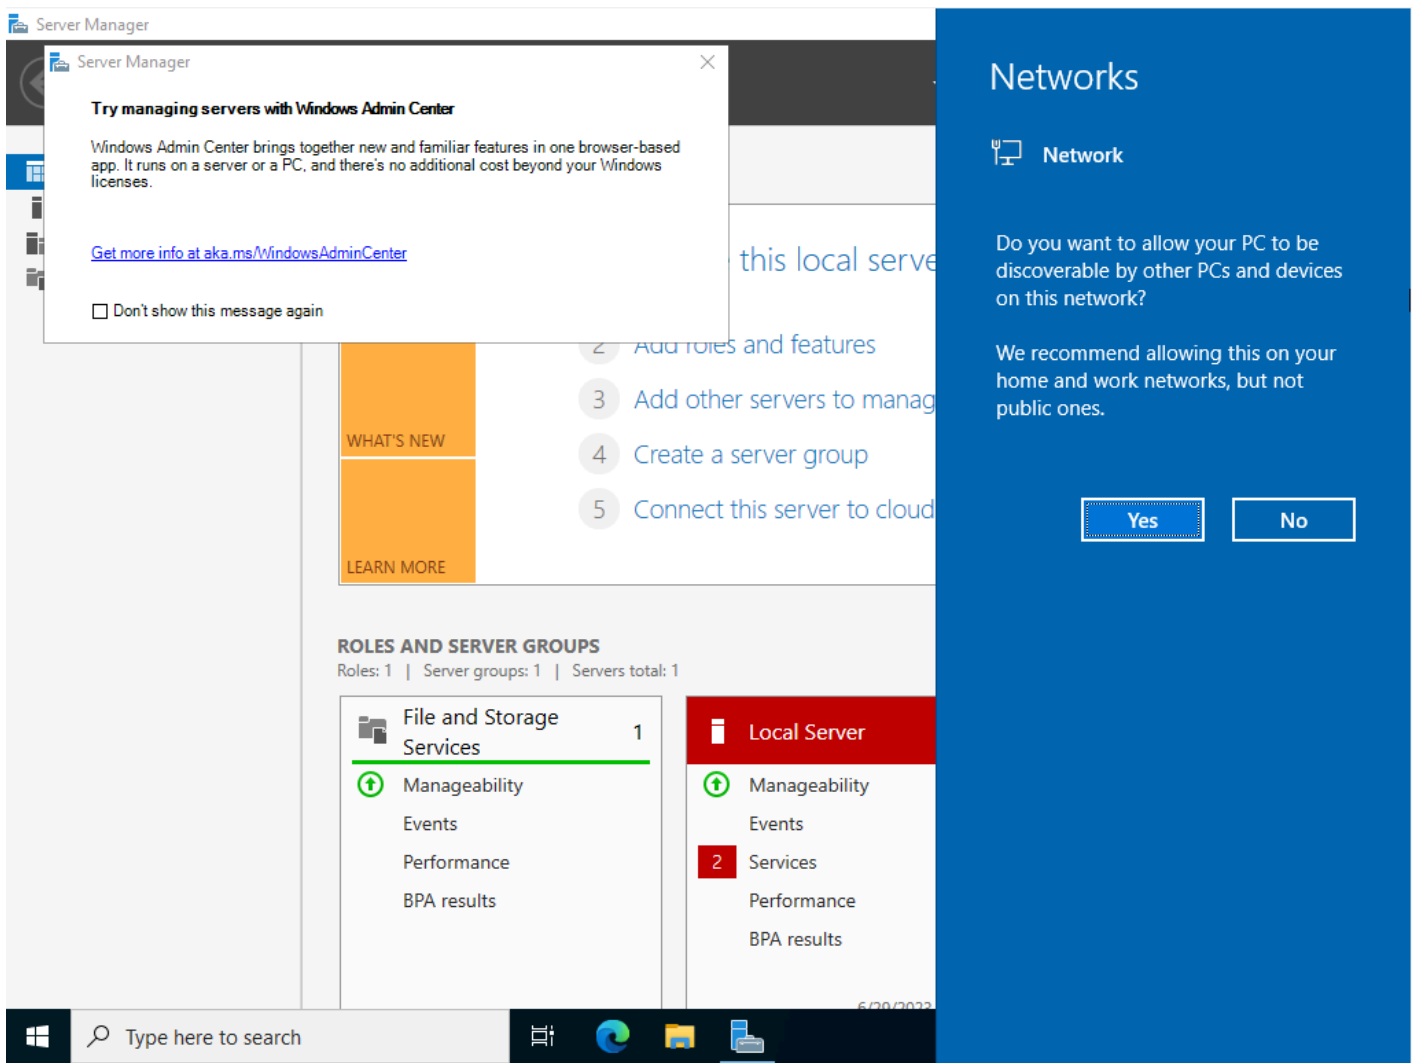 Server Manager
Server Manager
Try managing servers with Windows Admin Center
Windows Admin Center brings together new and familiar features in one browser-based
app. It runs on a server or a PC, and there's no additional cost beyond your Windows
licenses.
Get more info at aka.ms/WindowsAdminCenter
Don't show this message again
this local serve
2 Add roles and features
3 Add other servers to manag
4 Create a server group
5 Connect this server to cloud
WHAT'S NEW
LEARN MORE
ROLES AND SERVER GROUPS
Roles: 1 | Server groups: 1 | Servers total: 1
File and Storage
Services
1
Manageability
Events
Performance
BPA results
Local Server
Manageability
Events
2 Services
Performance
BPA results
6/29/2023
Type here to search
Networks
Network
Do you want to allow your PC to be
discoverable by other PCs and devices
on this network?
We recommend allowing this on your
home and work networks, but not
public ones.
Yes
No